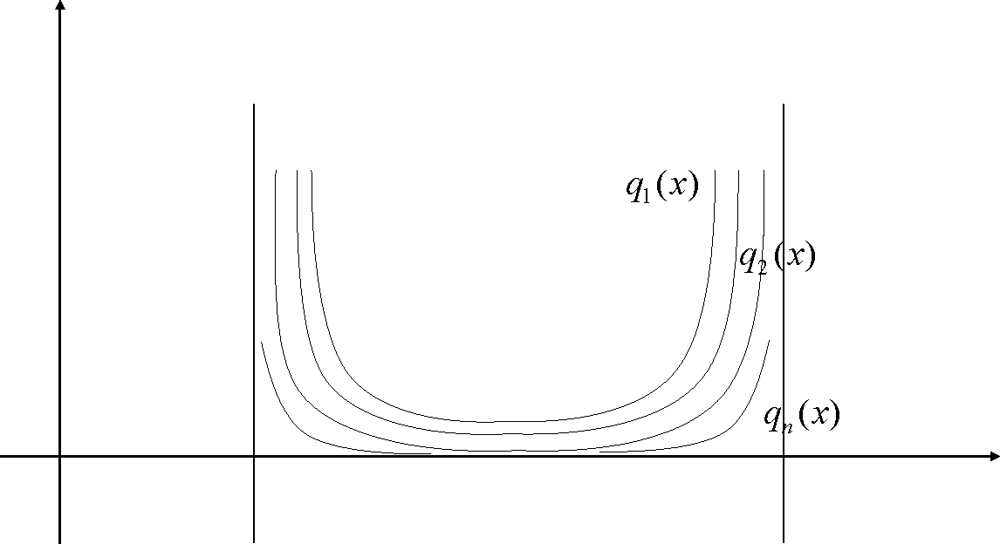 q₁(x)
q₂(x)
qₙ(x)